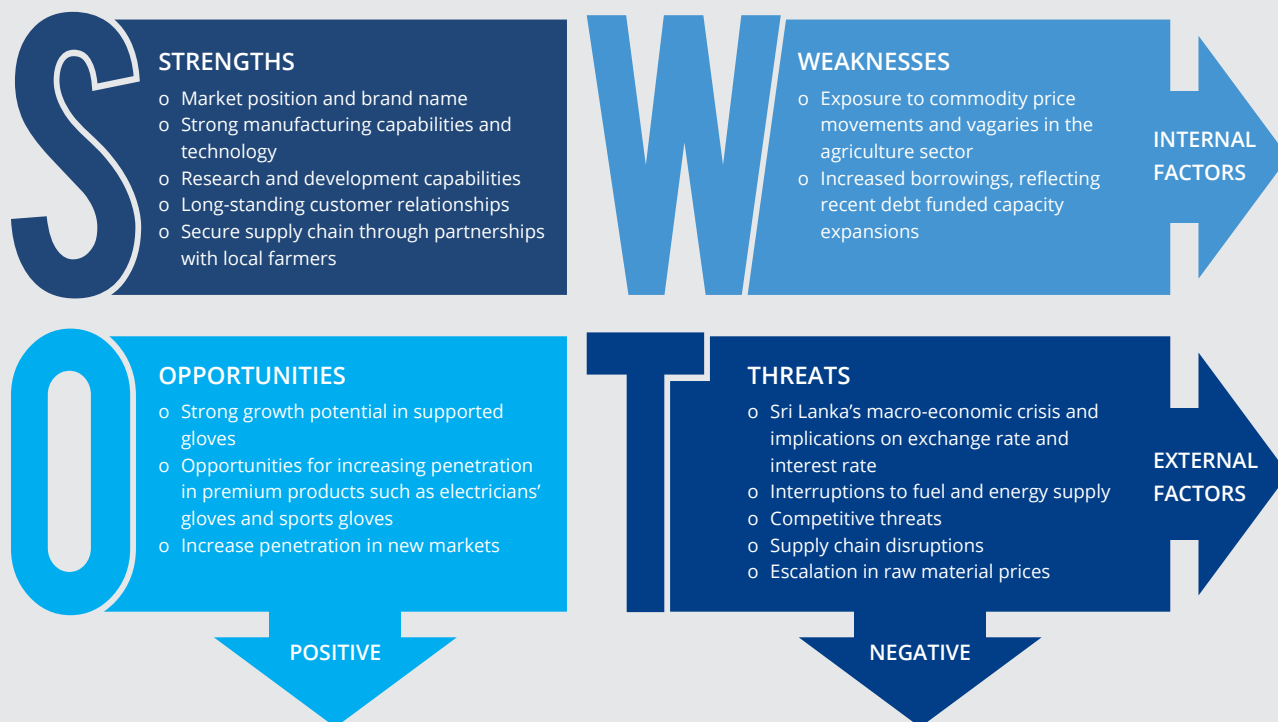 S
STRENGTHS
o Market position and brand name
o Strong manufacturing capabilities and
technology
o Research and development capabilities
o Long-standing customer relationships
o Secure supply chain through partnerships
with local farmers
W
WEAKNESSES
o Exposure to commodity price
movements and vagaries in the
agriculture sector
o Increased borrowings, reflecting
recent debt funded capacity
expansions
INTERNAL
FACTORS
O
OPPORTUNITIES
o Strong growth potential in supported
gloves
o Opportunities for increasing penetration
in premium products such as electricians’
gloves and sports gloves
o Increase penetration in new markets
T
THREATS
o Sri Lanka’s macro-economic crisis and
implications on exchange rate and
interest rate
o Interruptions to fuel and energy supply
o Competitive threats
o Supply chain disruptions
o Escalation in raw material prices
EXTERNAL
FACTORS
POSITIVE
NEGATIVE